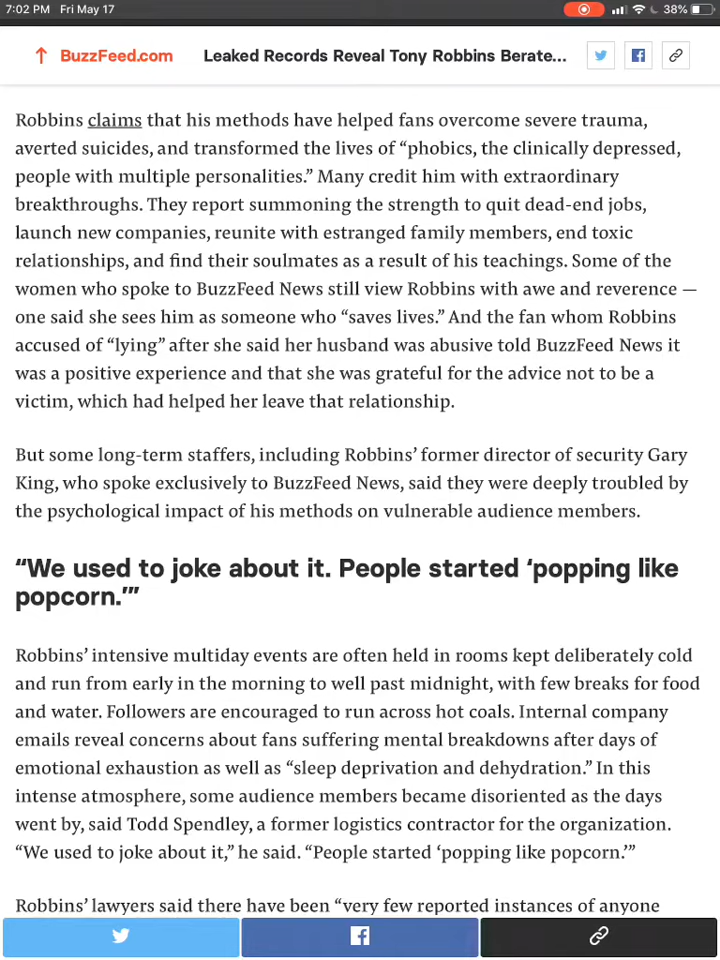 7:02 PM Fri May 17 38%
BuzzFeed.com Leaked Records Reveal Tony Robbins Berate...
Robbins claims that his methods have helped fans overcome severe trauma,
averted suicides, and transformed the lives of “phobics, the clinically depressed,
people with multiple personalities.” Many credit him with extraordinary
breakthroughs. They report summoning the strength to quit dead-end jobs,
launch new companies, reunite with estranged family members, end toxic
relationships, and find their soulmates as a result of his teachings. Some of the
women who spoke to BuzzFeed News still view Robbins with awe and reverence —
one said she sees him as someone who “saves lives.” And the fan whom Robbins
accused of “lying” after she said her husband was abusive told BuzzFeed News it
was a positive experience and that she was grateful for the advice not to be a
victim, which had helped her leave that relationship.
But some long-term staffers, including Robbins’ former director of security Gary
King, who spoke exclusively to BuzzFeed News, said they were deeply troubled by
the psychological impact of his methods on vulnerable audience members.
“We used to joke about it. People started ‘popping like
popcorn.’”
Robbins’ intensive multiday events are often held in rooms kept deliberately cold
and run from early in the morning to well past midnight, with few breaks for food
and water. Followers are encouraged to run across hot coals. Internal company
emails reveal concerns about fans suffering mental breakdowns after days of
emotional exhaustion as well as “sleep deprivation and dehydration.” In this
intense atmosphere, some audience members became disoriented as the days
went by, said Todd Spendley, a former logistics contractor for the organization.
“We used to joke about it,” he said. “People started ‘popping like popcorn.’”
Robbins’ lawyers said there have been “very few reported instances of anyone